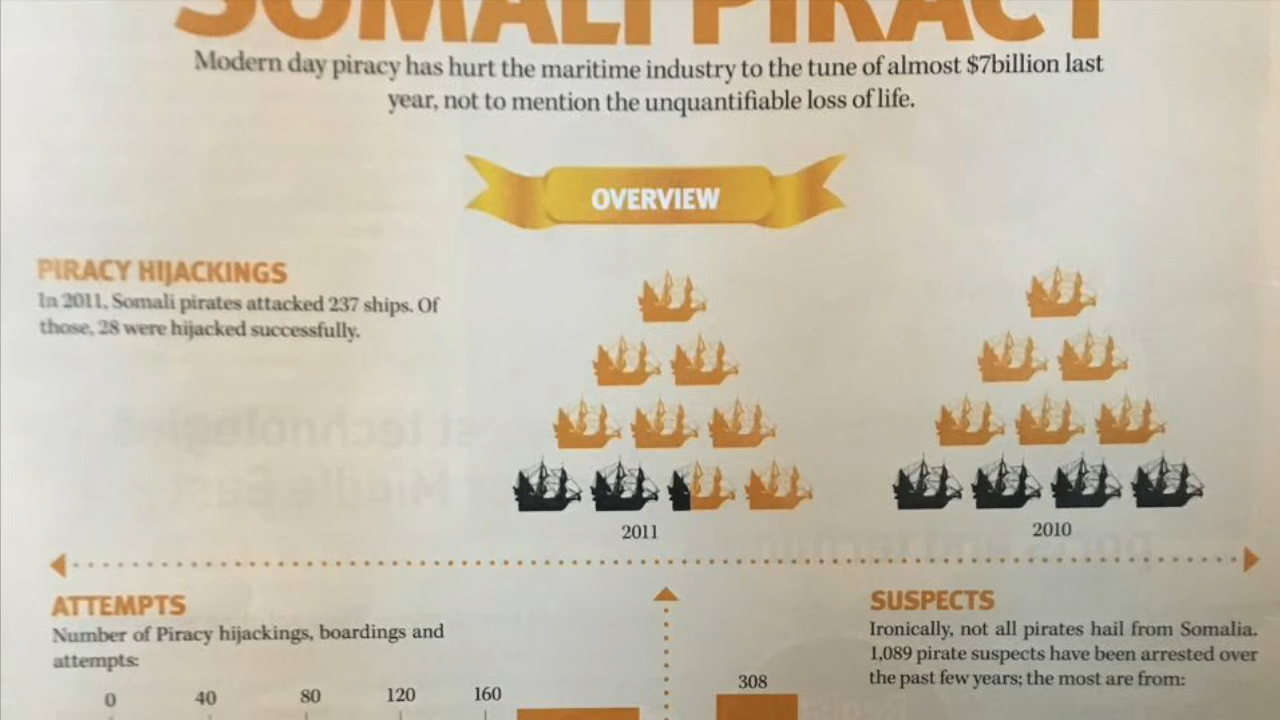 SOMALI PIRACY
Modern day piracy has hurt the maritime industry to the tune of almost $7billion last
year, not to mention the unquantifiable loss of life.
OVERVIEW
PIRACY HIJACKINGS
In 2011, Somali pirates attacked 237 ships. Of
those, 28 were hijacked successfully.
2011
2010
ATTEMPTS
Number of Piracy hijackings, boardings and
attempts:
0 40 80 120 160
308
SUSPECTS
Ironically, not all pirates hail from Somalia.
1,089 pirate suspects have been arrested over
the past few years; the most are from: